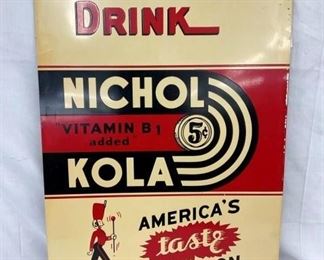 DRINK
NICHOL
"VITAMIN B1 5¢
added"
KOLA
AMERICA'S
taste